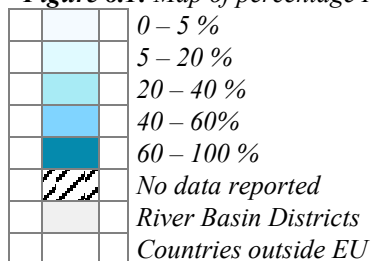 Figure 8.1: Map of percentage
0 – 5 %
5 – 20 %
20 – 40 %
40 – 60%
60 – 100 %
No data reported
River Basin Districts
Countries outside EU